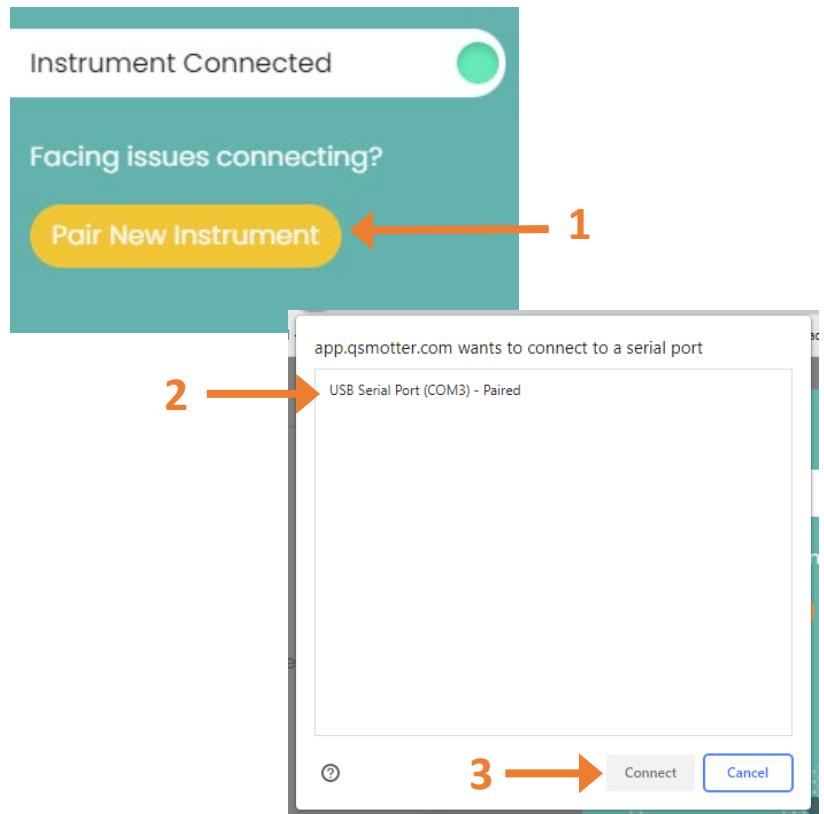 Instrument Connected
Facing issues connecting?
Pair New Instrument
1
app.qsmotter.com wants to connect to a serial port
2
USB Serial Port (COM3) - Paired
3
Connect
Cancel